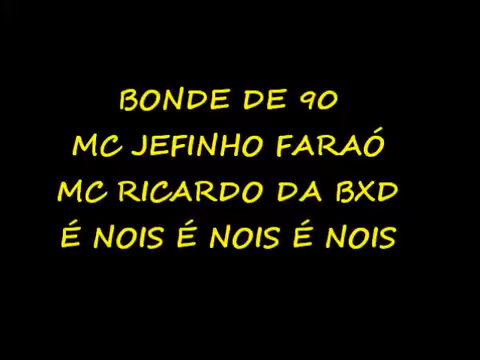 BONDE DE 90
MC JEFINHO FARAÓ
MC RICARDO DA BXD
É NOIS É NOIS É NOIS